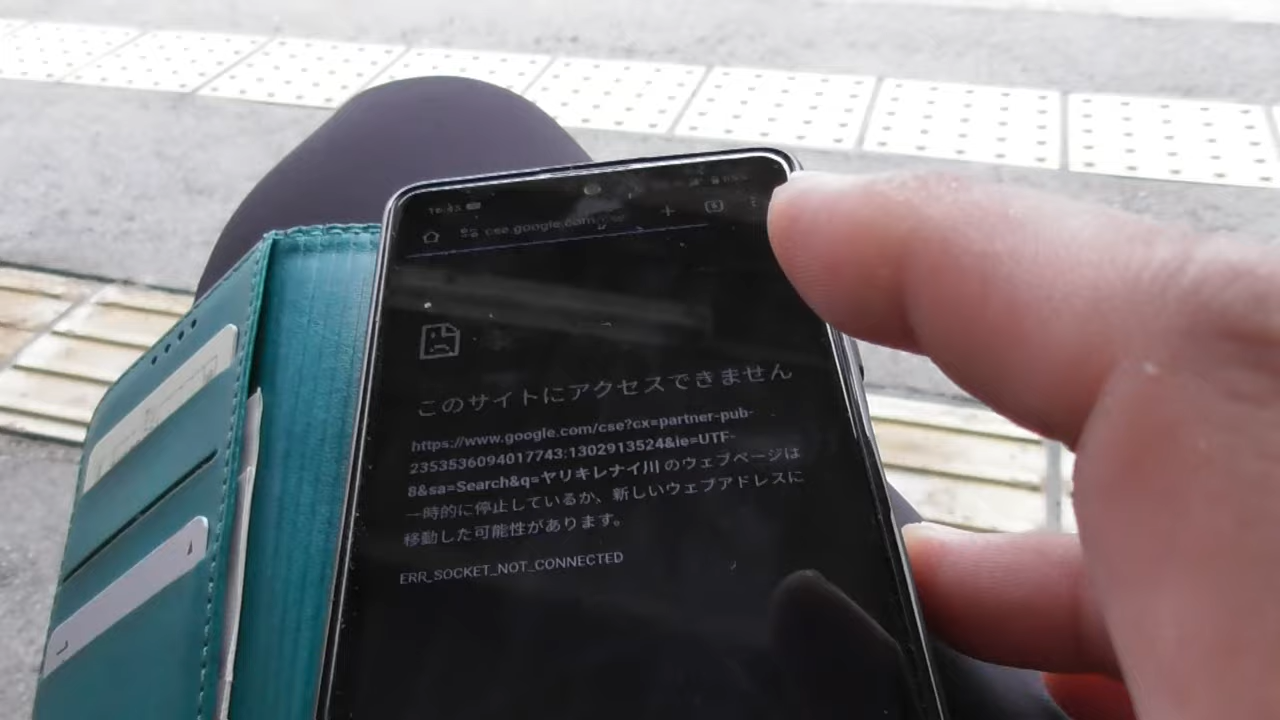 cse.google.com
このサイトにアクセスできません
https://www.google.com/cse?cx=partner-pub-
2353536094017743:1302913524&ie=UTF-
8&sa=Search&q=ヤリキレナイ川 のウェブページは
一時的に停止しているか、新しいウェブアドレスに
移動した可能性があります。
ERR_SOCKET_NOT_CONNECTED